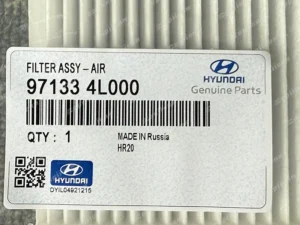 FILTER ASSY – AIR
97133 4L000
HYUNDAI
Genuine Parts
QTY : 1
MADE IN Russia
HR20
HYUNDAI
DYIL04921215